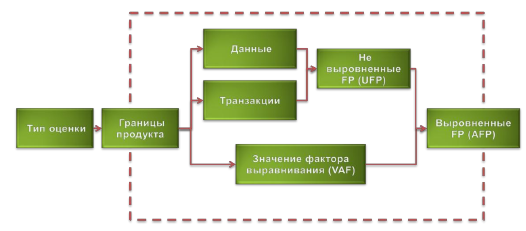 Данные
Не
выровненные
FP (UFP)
Транзакции
Тип оценки
Границы
продукта
Выровненные
FP (AFP)
Значение фактора
выравнивания (VAF)